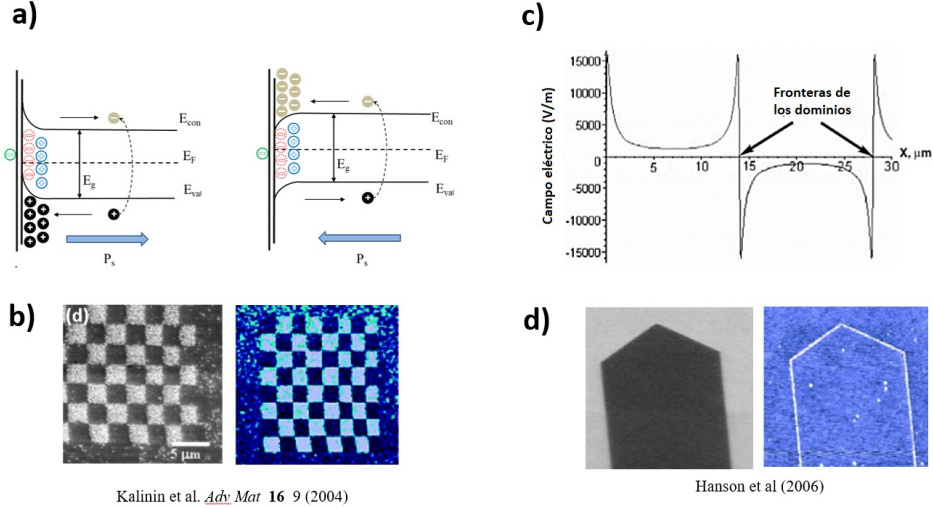 a)
E_con
E_F
E_g
E_val
P_s
E_con
E_F
E_g
E_val
P_s
b)
(d)
5 μm
Kalinin et al. Adv Mat 16 9 (2004)
c)
Campo eléctrico (V/m)
15000
10000
5000
0
-5000
-10000
-15000
5
10
15
20
25
30
X, μm
Fronteras de
los dominios
d)
Hanson et al (2006)